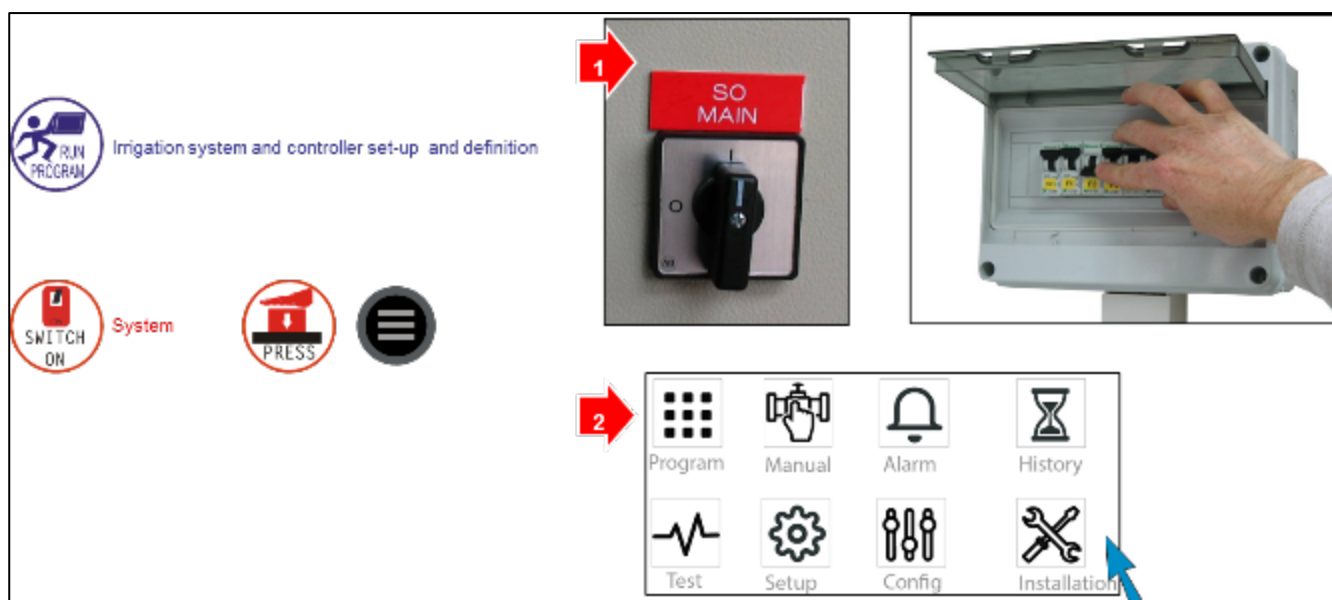 RUN
PROGRAM
Irrigation system and controller set-up and definition
SWITCH
ON
System
PRESS
1
SO
MAIN
O
2
Program
Manual
Alarm
History
Test
Setup
Config
Installation